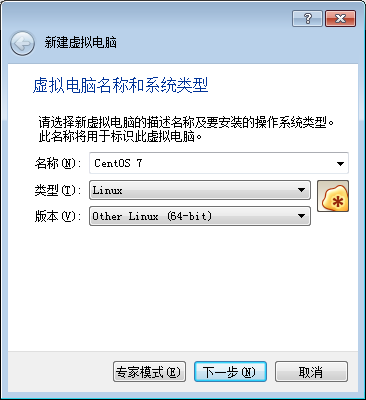 新建虚拟电脑
虚拟电脑名称和系统类型
请选择新虚拟电脑的描述名称及要安装的操作系统类型。
此名称将用于标识此虚拟电脑。
名称(N): CentOS 7
类型(T): Linux
版本(V): Other Linux (64-bit)
专家模式(E) 下一步(N) 取消